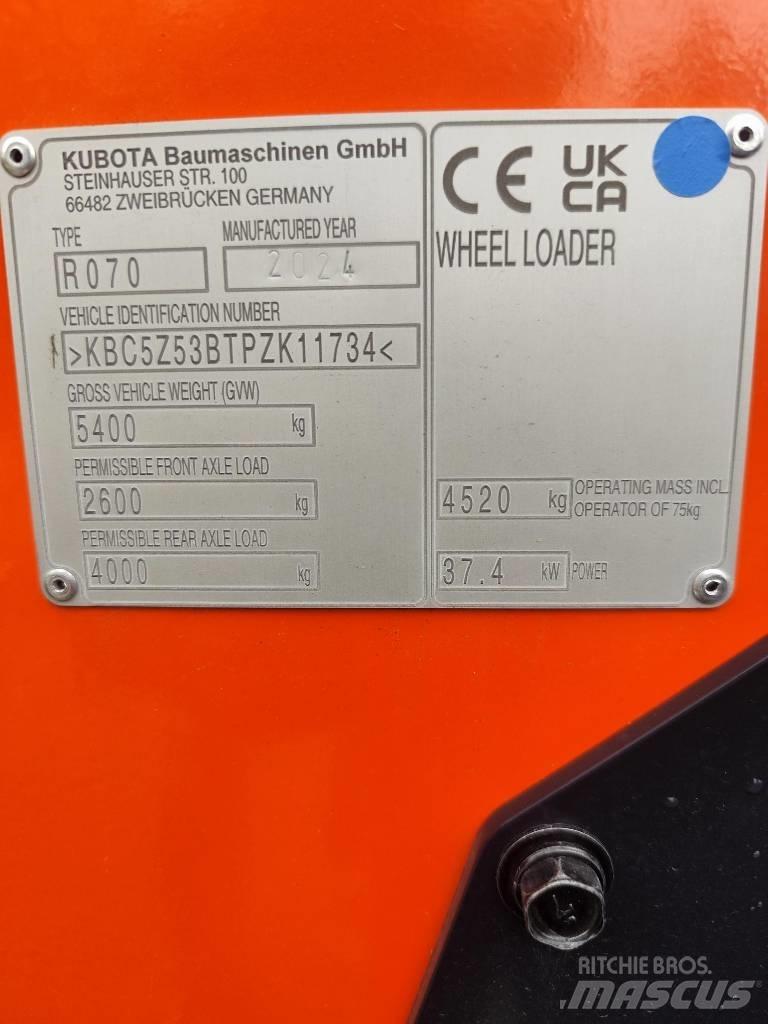 KUBOTA Baumaschinen GmbH
STEINHAUSER STR. 100
66482 ZWEIBRÜCKEN GERMANY
TYPE
R070
MANUFACTURED YEAR
2024
VEHICLE IDENTIFICATION NUMBER
>KBC5Z53BTPZK11734<
GROSS VEHICLE WEIGHT (GVW)
5400 kg
PERMISSIBLE FRONT AXLE LOAD
2600 kg
PERMISSIBLE REAR AXLE LOAD
4000 kg
CE
UK
CA
WHEEL LOADER
4520 kg
OPERATING MASS INCL.
OPERATOR OF 75kg
37.4 kW POWER
RITCHIE BROS.
MASCUS